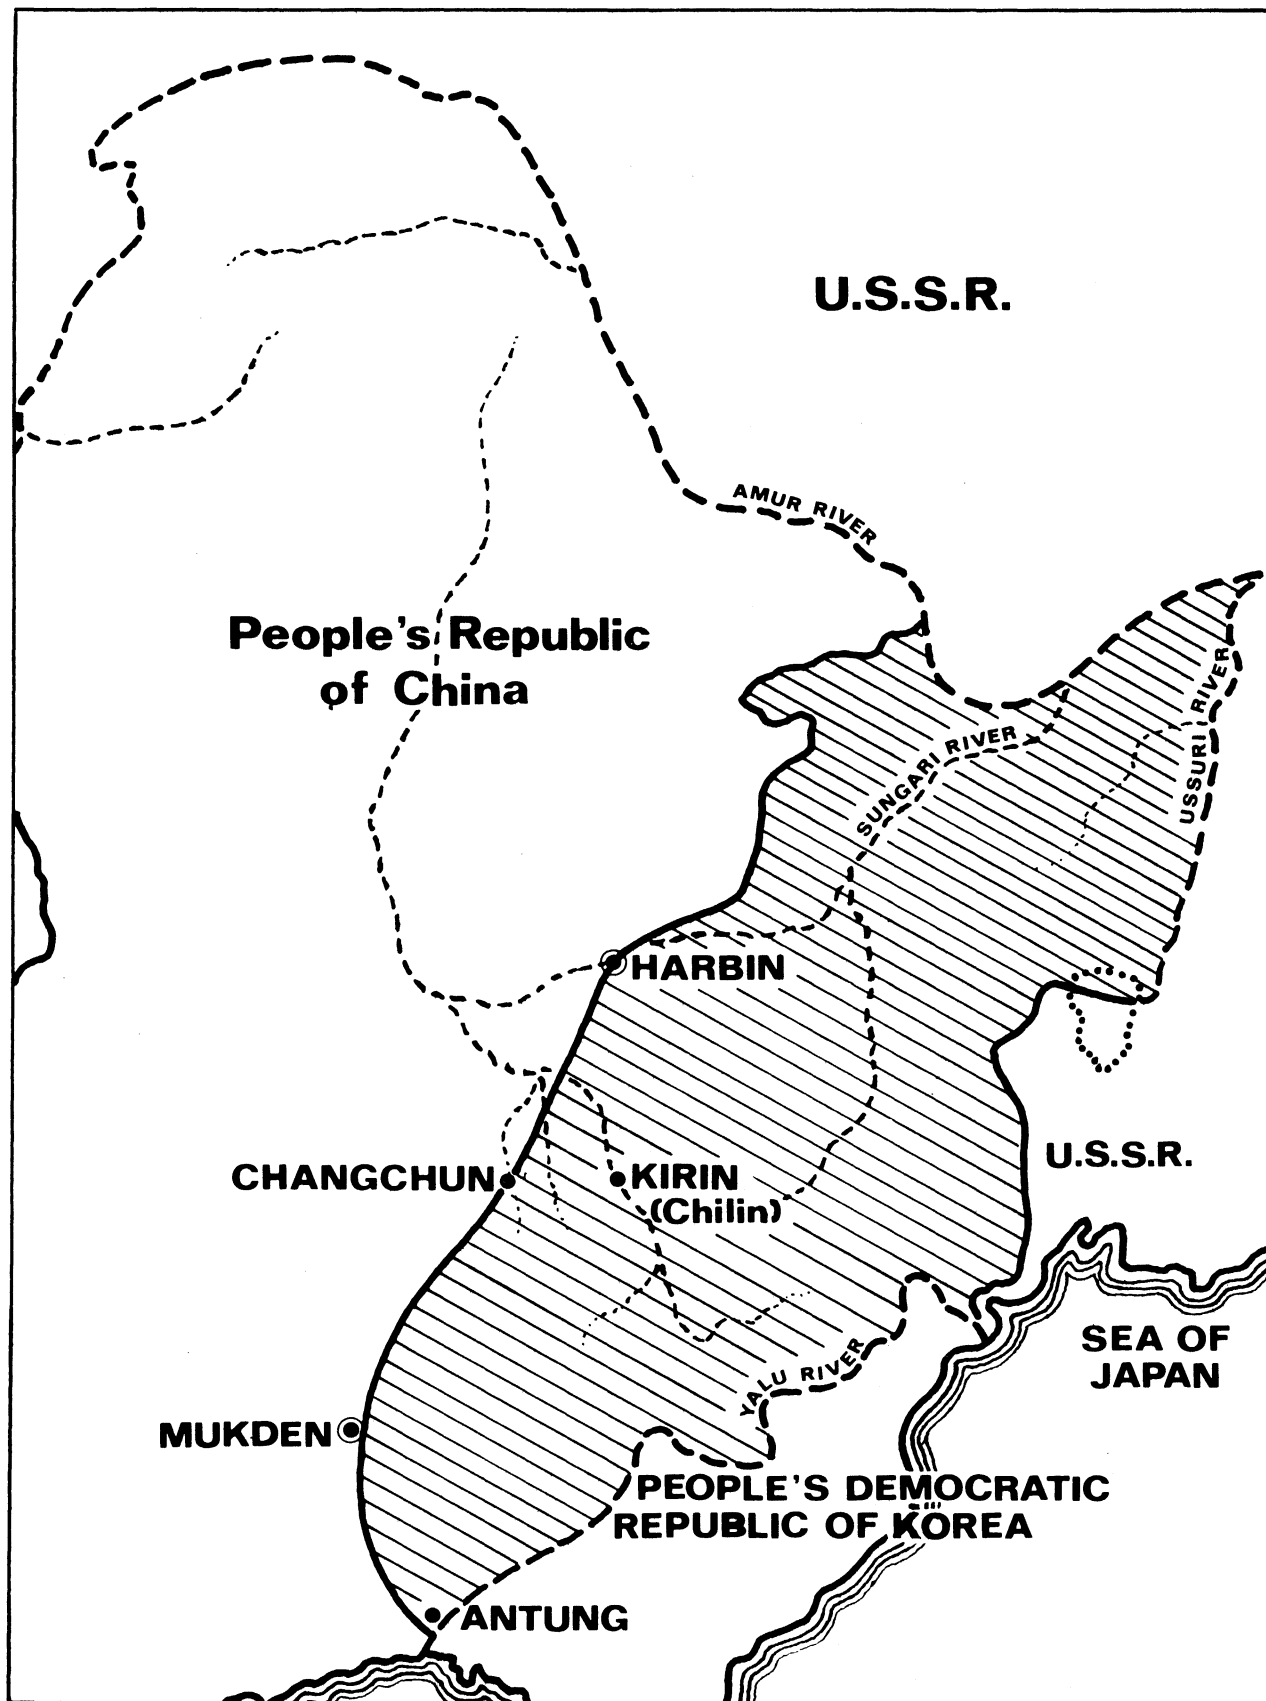 U.S.S.R.
AMUR RIVER
People's Republic
of China
USSURI RIVER
SUNGARI RIVER
HARBIN
U.S.S.R.
CHANGCHUN
KIRIN
(Chilin)
SEA OF
JAPAN
YALU RIVER
MUKDEN
PEOPLE'S DEMOCRATIC
REPUBLIC OF KOREA
ANTUNG